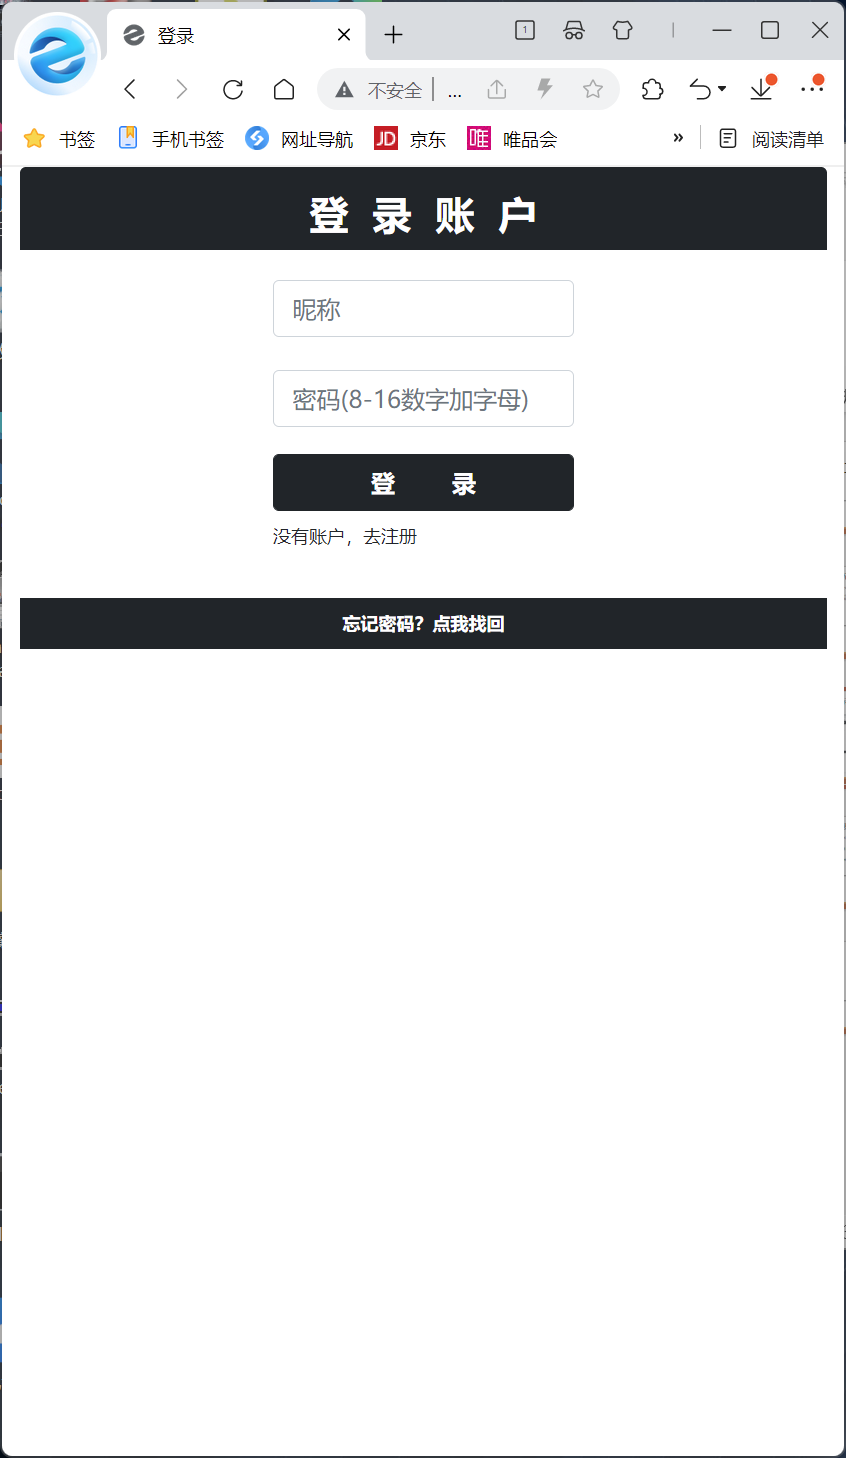 登录
1
不安全 ...
书签 手机书签 网址导航 JD 京东 唯 唯品会 » 阅读清单
登 录 账 户
昵称
密码(8-16数字加字母)
登 录
没有账户，去注册
忘记密码？点我找回